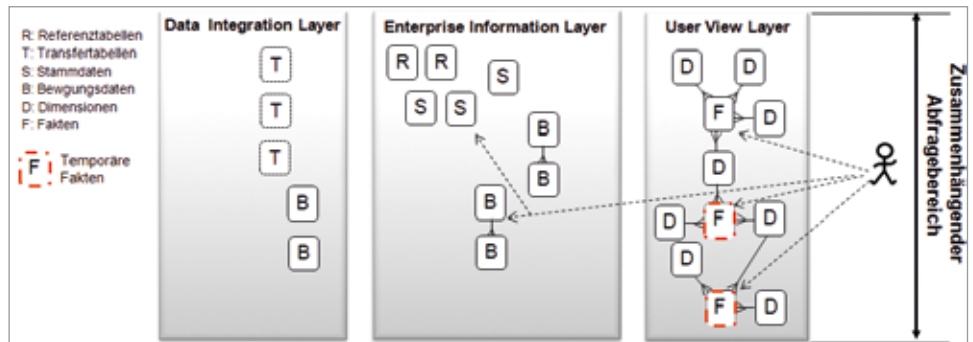 R: Referenztabellen
T: Transfertabellen
S: Stammdaten
B: Bewgungsdaten
D: Dimensionen
F: Fakten
F
Temporäre
Fakten
Data Integration Layer
T
T
T
B
B
Enterprise Information Layer
R R
S
S S
B
B
B
B
User View Layer
D D
F D
D
D F D
D
F D
Zusammenhängender
Abfragebereich